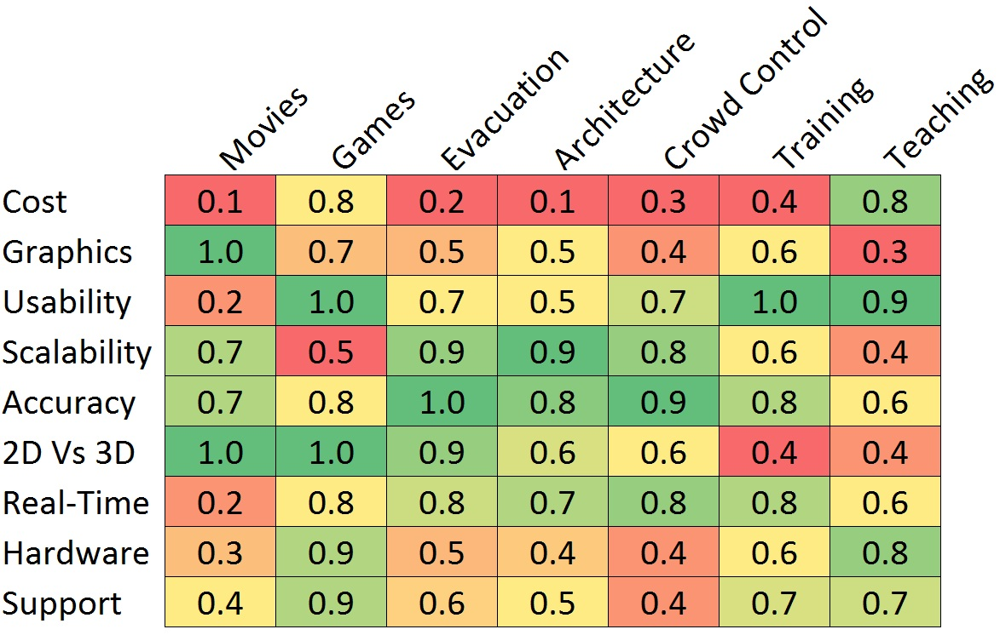 Movies Games Evacuation Architecture Crowd Control Training Teaching
Cost 0.1 0.8 0.2 0.1 0.3 0.4 0.8
Graphics 1.0 0.7 0.5 0.5 0.4 0.6 0.3
Usability 0.2 1.0 0.7 0.5 0.7 1.0 0.9
Scalability 0.7 0.5 0.9 0.9 0.8 0.6 0.4
Accuracy 0.7 0.8 1.0 0.8 0.9 0.8 0.6
2D Vs 3D 1.0 1.0 0.9 0.6 0.6 0.4 0.4
Real-Time 0.2 0.8 0.8 0.7 0.8 0.8 0.6
Hardware 0.3 0.9 0.5 0.4 0.4 0.6 0.8
Support 0.4 0.9 0.6 0.5 0.4 0.7 0.7